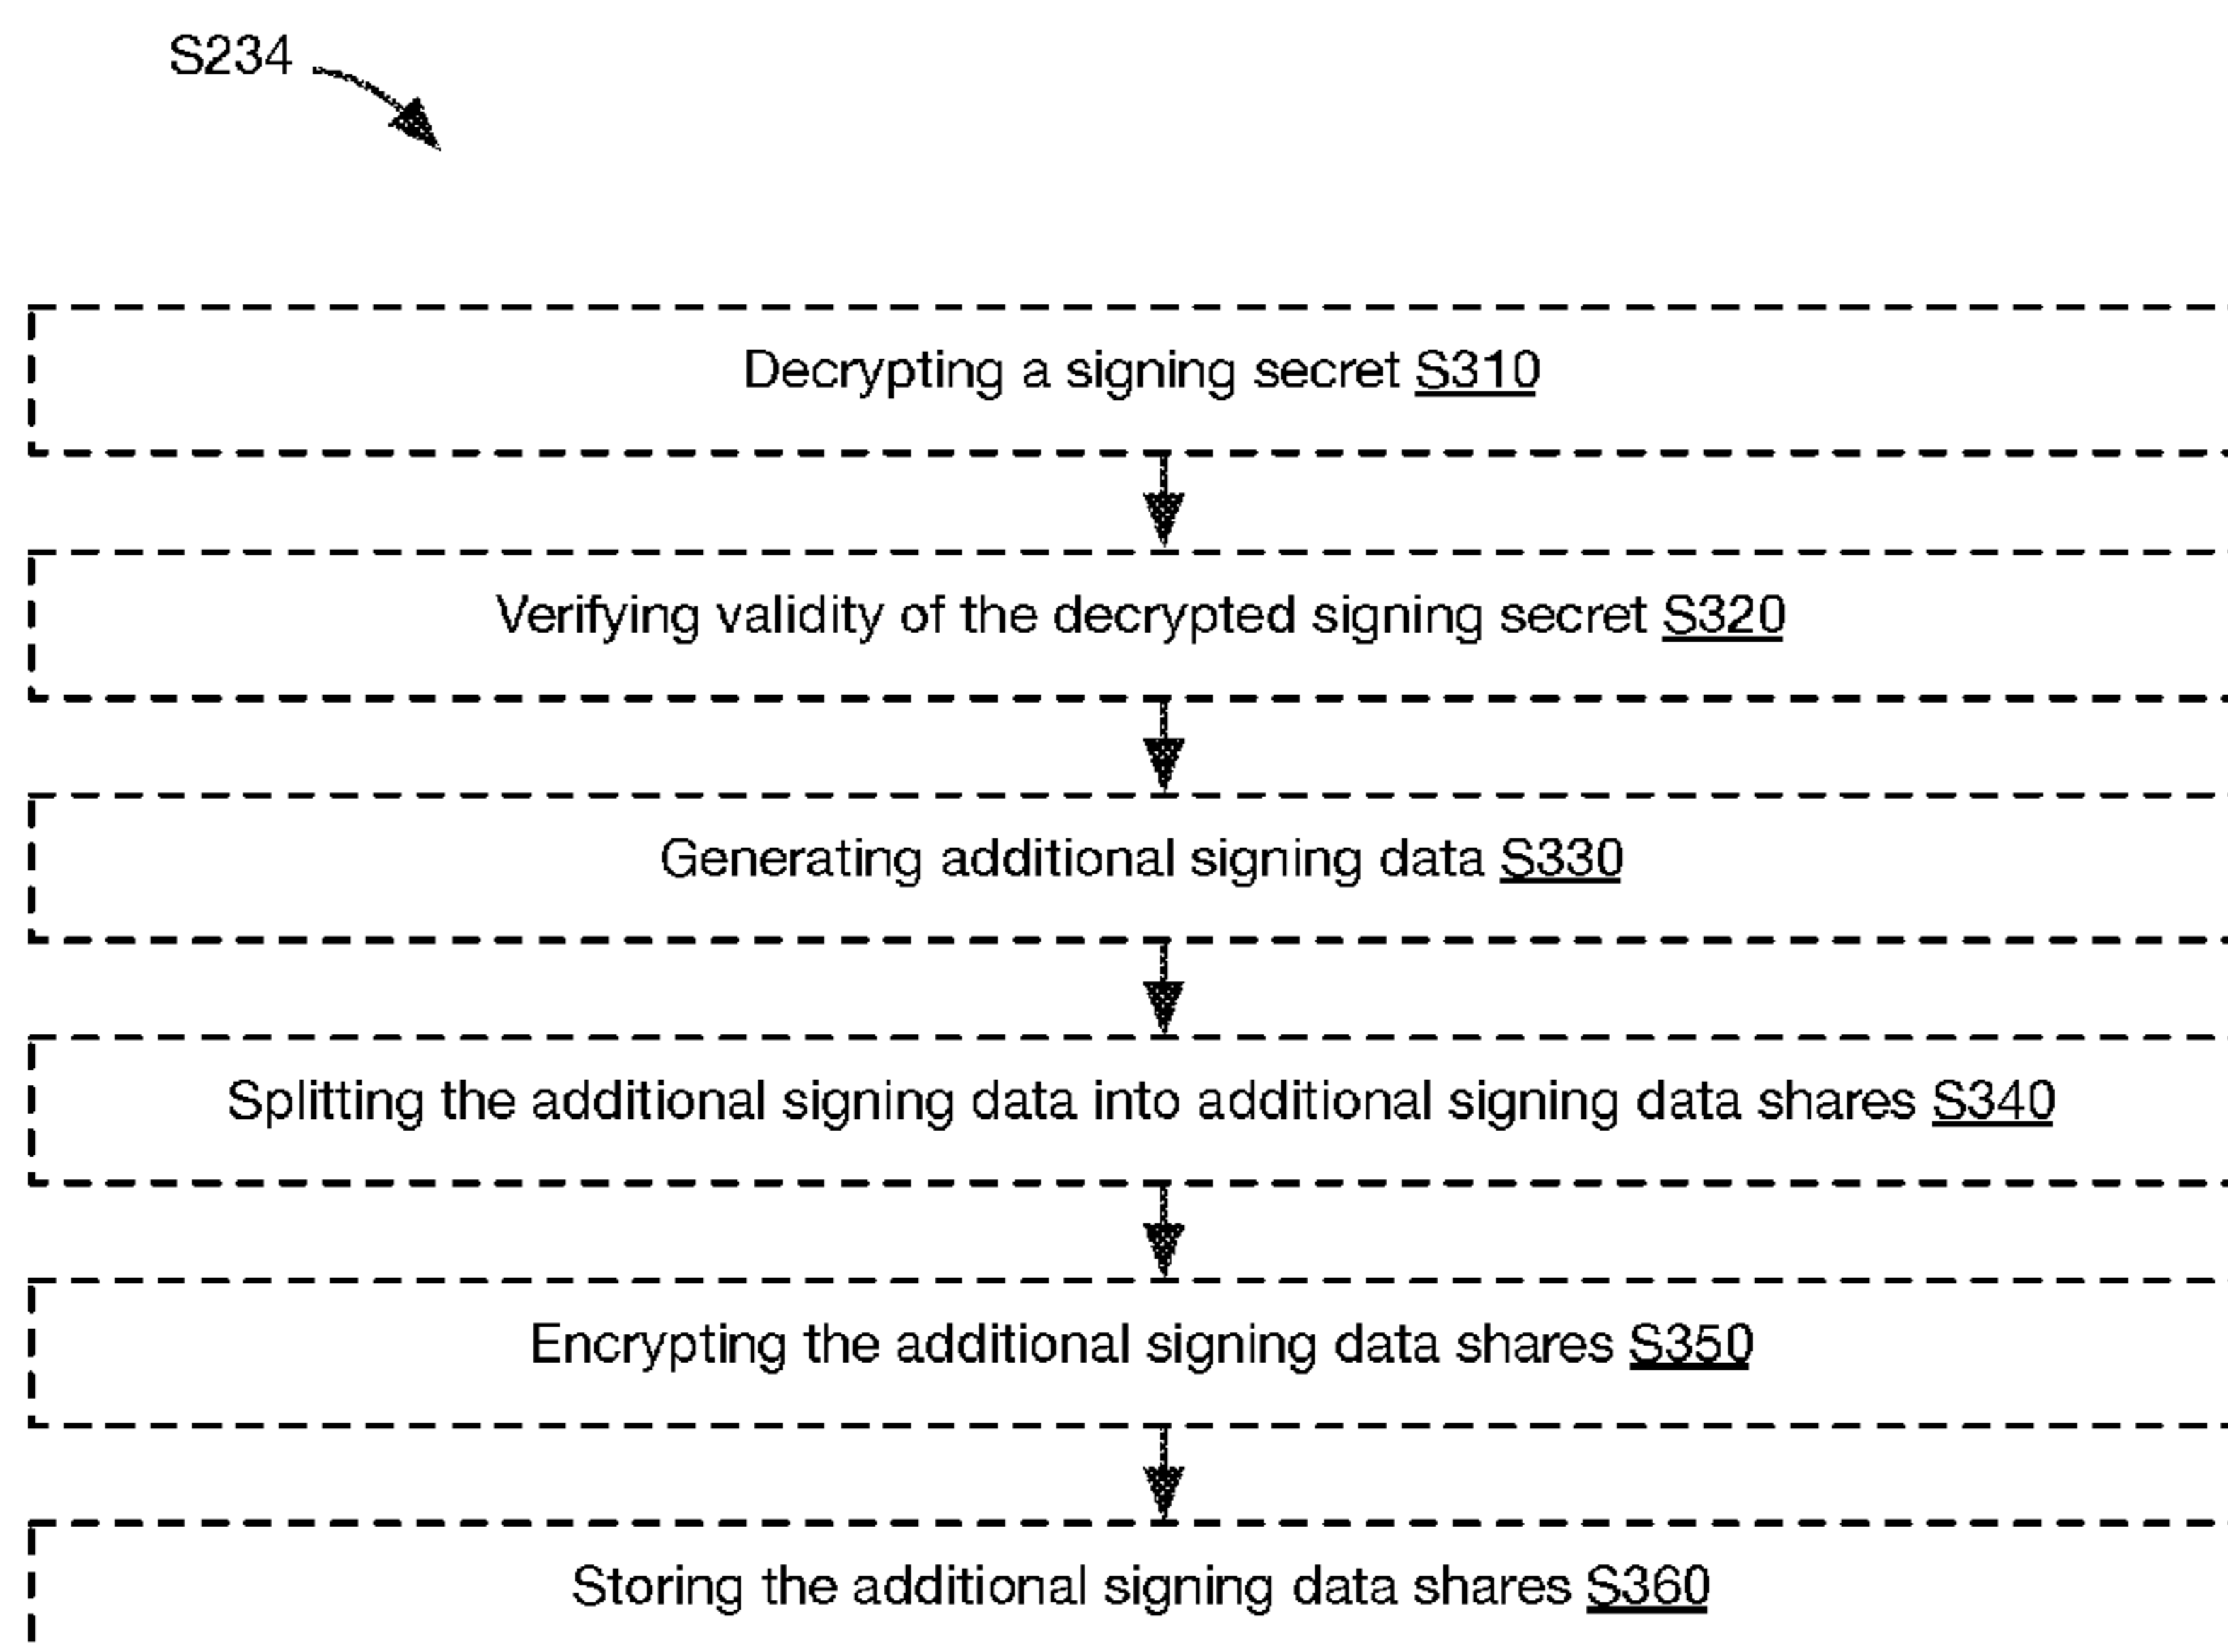 S234
Decrypting a signing secret S310
Verifying validity of the decrypted signing secret S320
Generating additional signing data S330
Splitting the additional signing data into additional signing data shares S340
Encrypting the additional signing data shares S350
Storing the additional signing data shares S360